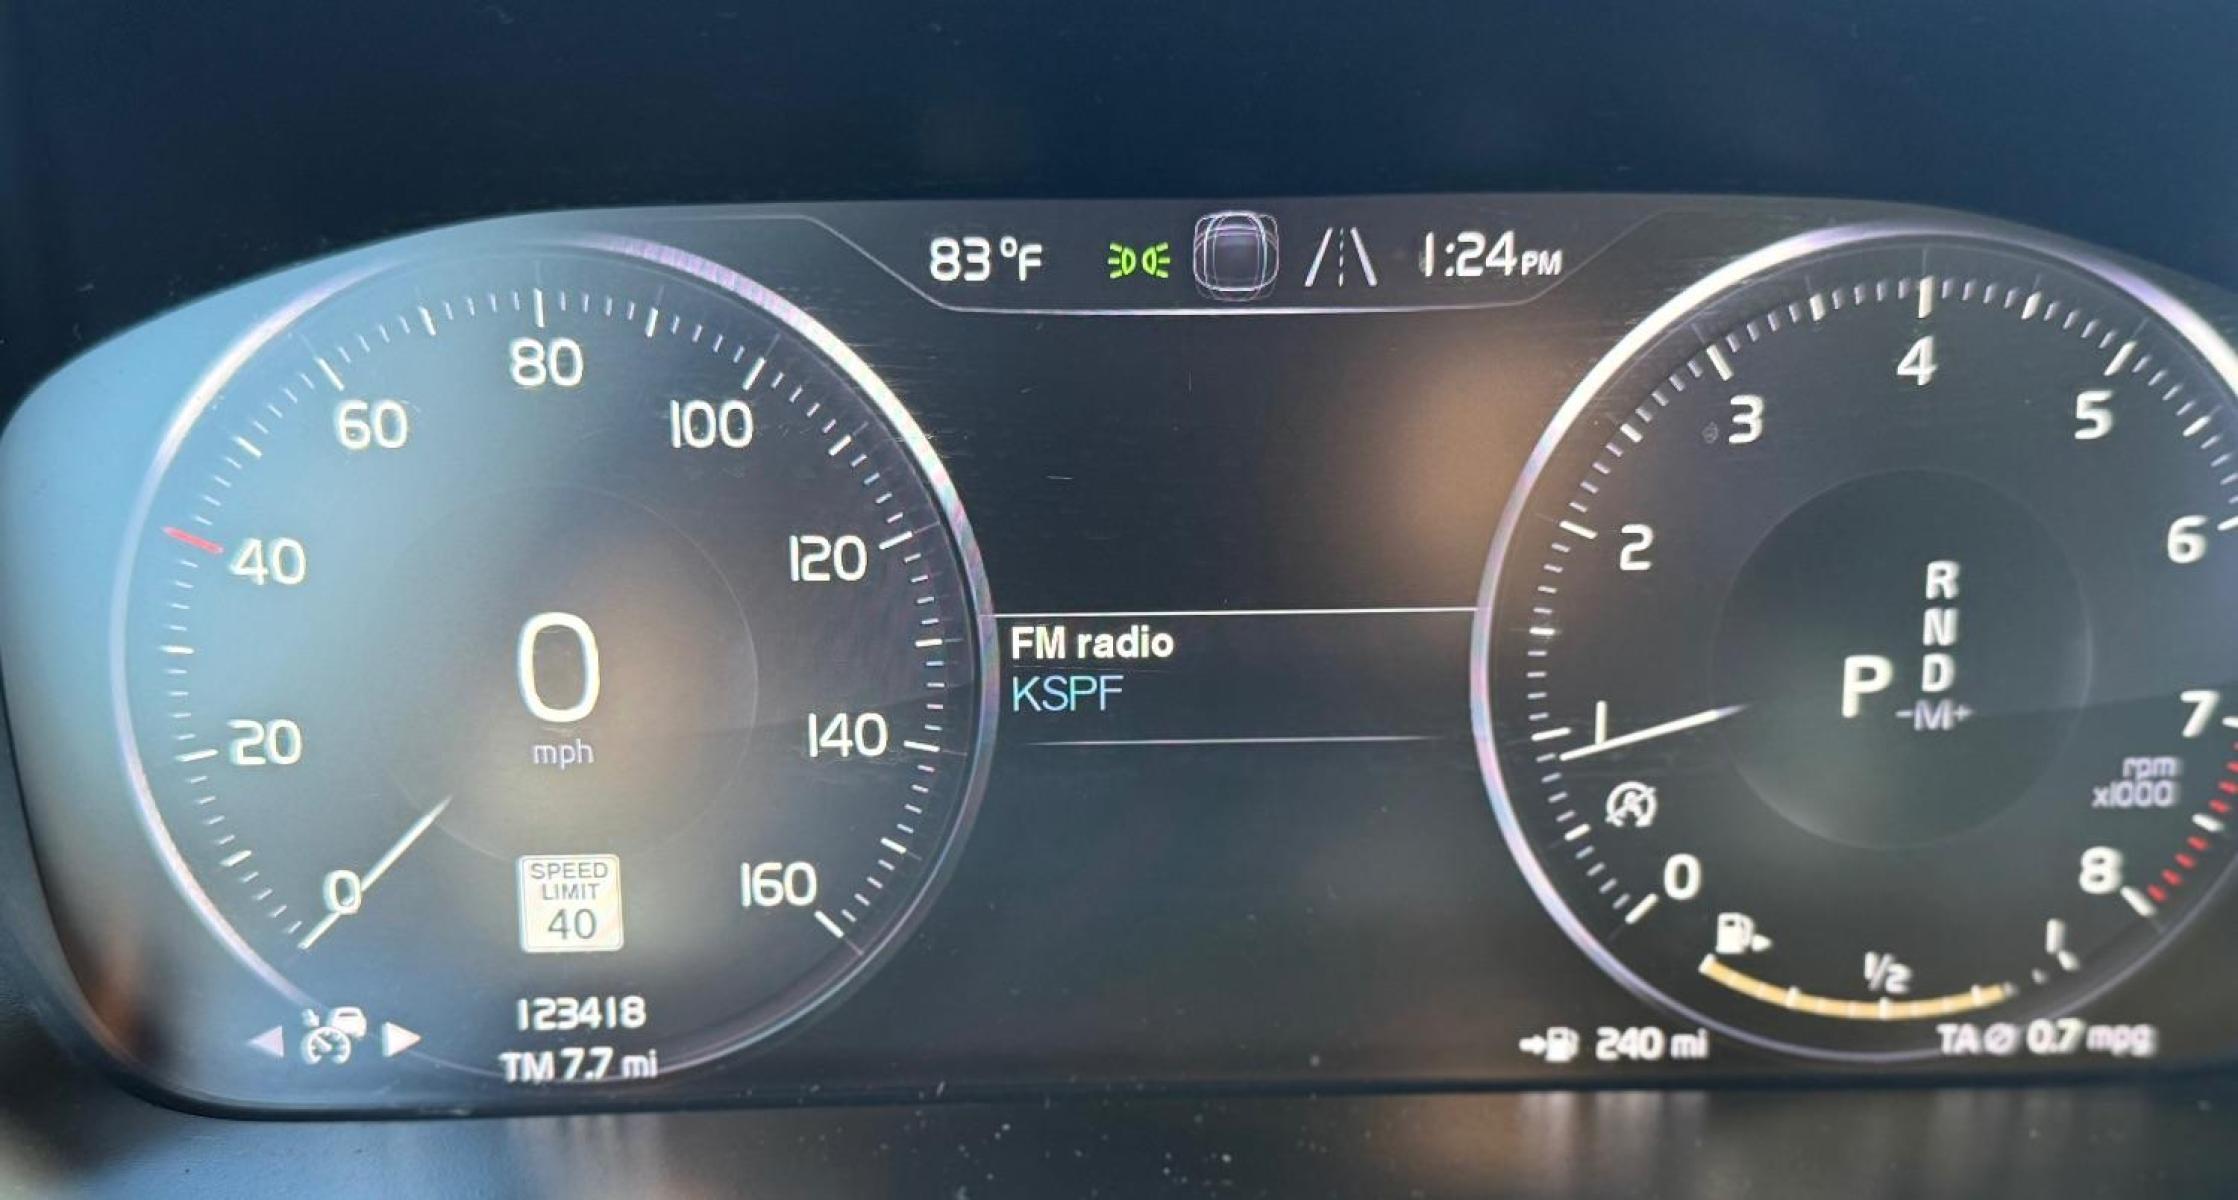 83°F
1:24 PM
80
60
100
40
120
20
140
0
160
0
mph
SPEED
LIMIT
40
123418
TM 7.7 mi
FM radio
KSPF
4
3
5
2
6
1
7
0
8
R
N
P D
-M+
rpm
x1000
1/2
1
240 mi
TA Ø 0.7 mpg